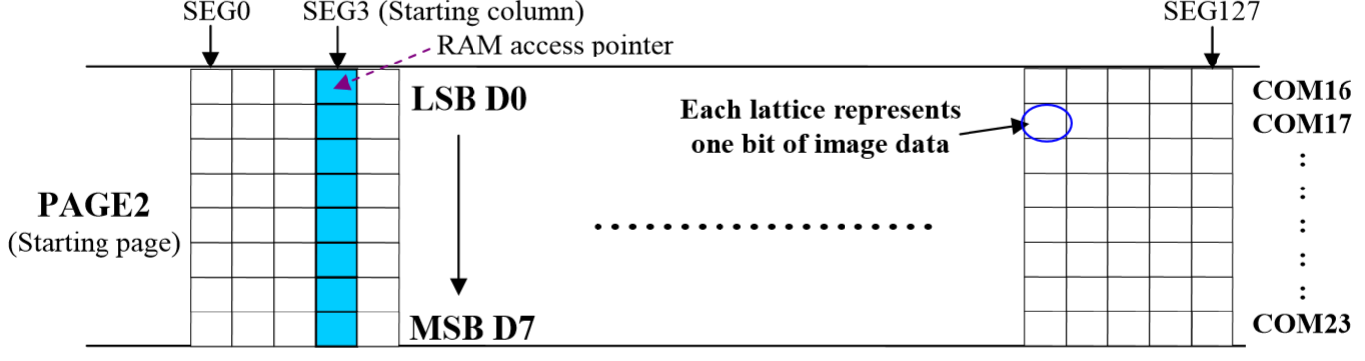 SEG0
SEG3 (Starting column)
SEG127
RAM access pointer
LSB D0
Each lattice represents
one bit of image data
COM16
COM17
:
:
:
:
:
PAGE2
(Starting page)
..................
MSB D7
COM23